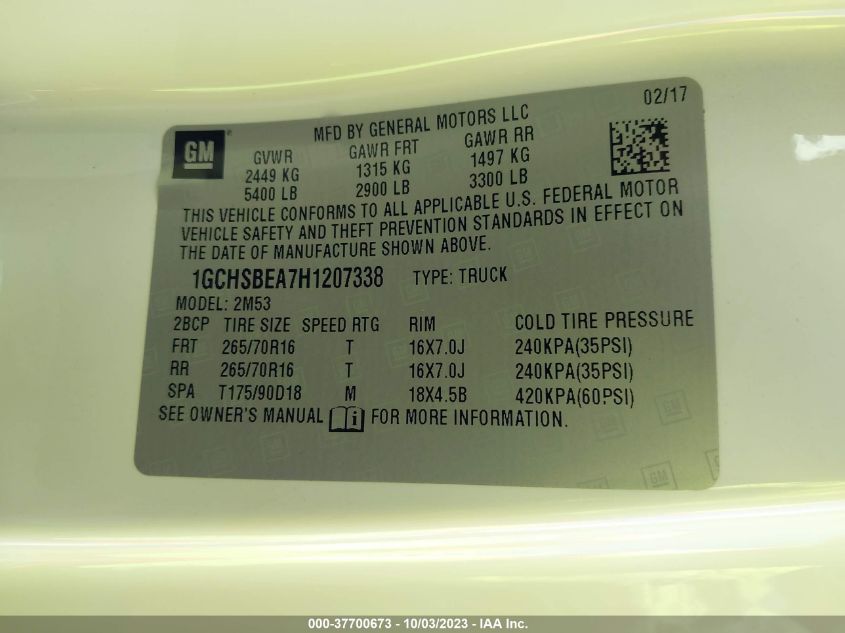 02/17
GM
MFD BY GENERAL MOTORS LLC
GVWR GAWR FRT GAWR RR
2449 KG 1315 KG 1497 KG
5400 LB 2900 LB 3300 LB
THIS VEHICLE CONFORMS TO ALL APPLICABLE U.S. FEDERAL MOTOR
VEHICLE SAFETY AND THEFT PREVENTION STANDARDS IN EFFECT ON
THE DATE OF MANUFACTURE SHOWN ABOVE.
1GCHSBEA7H1207338 TYPE: TRUCK
MODEL: 2M53
2BCP TIRE SIZE SPEED RTG RIM COLD TIRE PRESSURE
FRT 265/70R16 T 16X7.0J 240KPA(35PSI)
RR 265/70R16 T 16X7.0J 240KPA(35PSI)
SPA T175/90D18 M 18X4.5B 420KPA(60PSI)
SEE OWNER'S MANUAL i FOR MORE INFORMATION.
GM GM
000-37700673 - 10/03/2023 - IAA Inc.